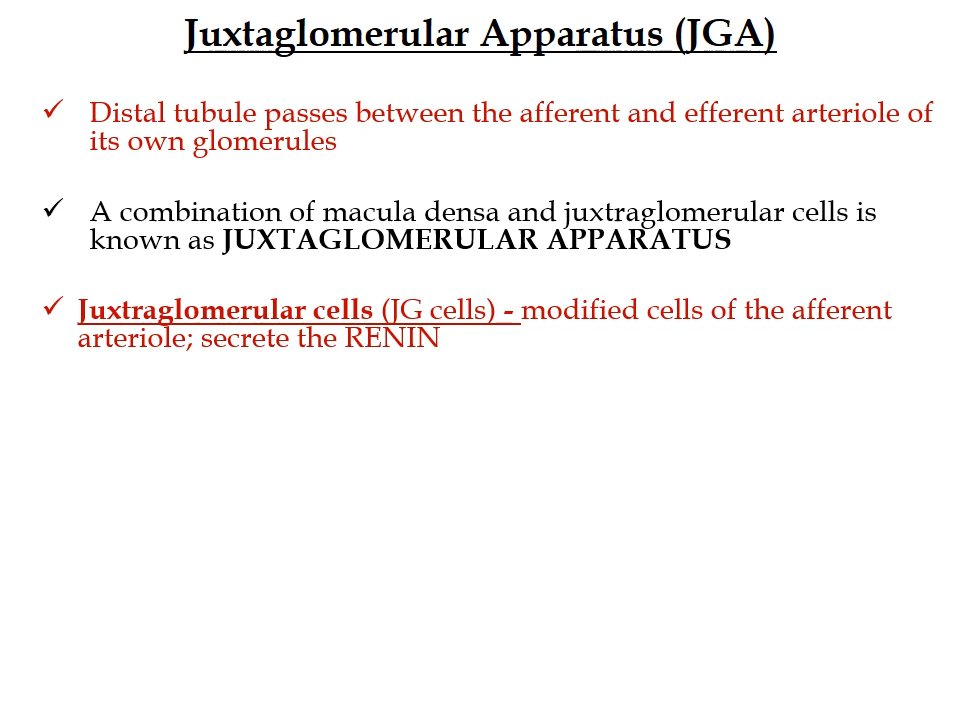 Juxtaglomerular Apparatus (JGA)
✓ Distal tubule passes between the afferent and efferent arteriole of
its own glomerules
✓ A combination of macula densa and juxtraglomerular cells is
known as JUXTAGLOMERULAR APPARATUS
✓ Juxtraglomerular cells (JG cells) - modified cells of the afferent
arteriole; secrete the RENIN